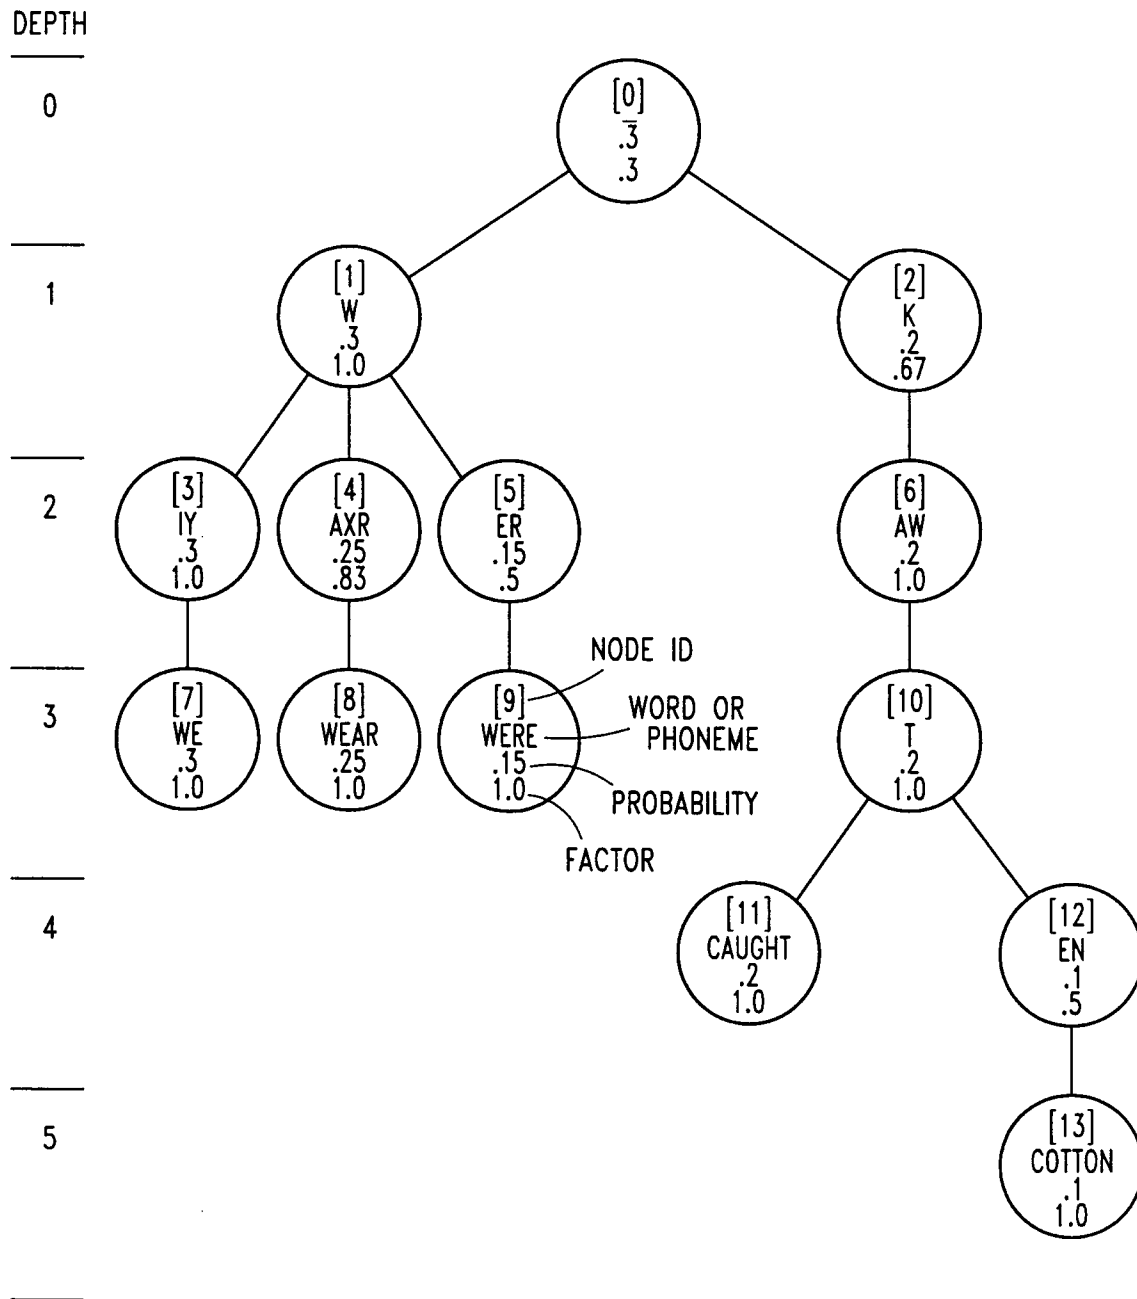 DEPTH
0
[0]
–
.3
.3
1
[1]
W
.3
1.0
[2]
K
.2
.67
2
[3]
IY
.3
1.0
[4]
AXR
.25
.83
[5]
ER
.15
.5
[6]
AW
.2
1.0
3
[7]
WE
.3
1.0
[8]
WEAR
.25
1.0
[9]
WERE
.15
1.0
NODE ID
WORD OR
PHONEME
PROBABILITY
FACTOR
[10]
T
.2
1.0
4
[11]
CAUGHT
.2
1.0
[12]
EN
.1
.5
5
[13]
COTTON
.1
1.0